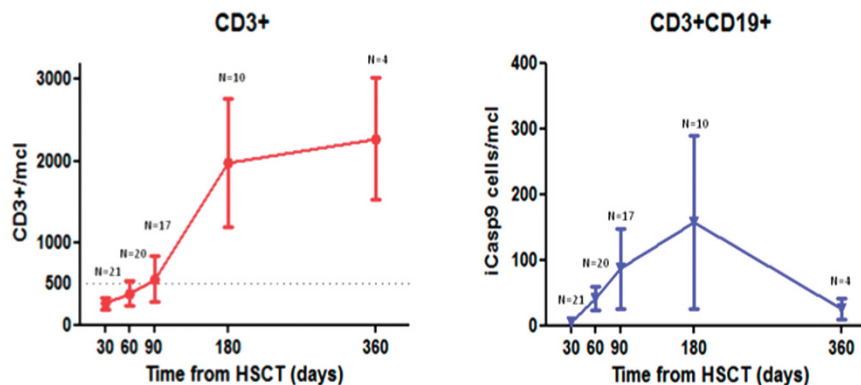 CD3+
CD3+/mcl
3000
2000
1000
500
0
N=21
N=20
N=17
N=10
N=4
30 60 90 180 360
Time from HSCT (days)
CD3+CD19+
iCasp9 cells/mcl
400
300
200
100
0
N=21
N=20
N=17
N=10
N=4
30 60 90 180 360
Time from HSCT (days)